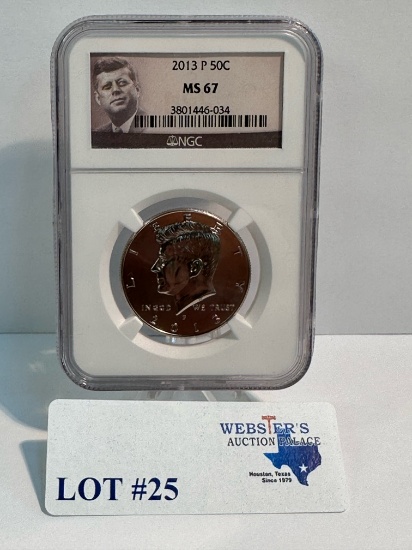 2013 P 50C
MS 67
3801446-034
NGC
LIBERTY
IN GOD WE TRUST
P
WEBSTER'S
AUCTION PALACE
Houston, Texas
Since 1979
LOT #25